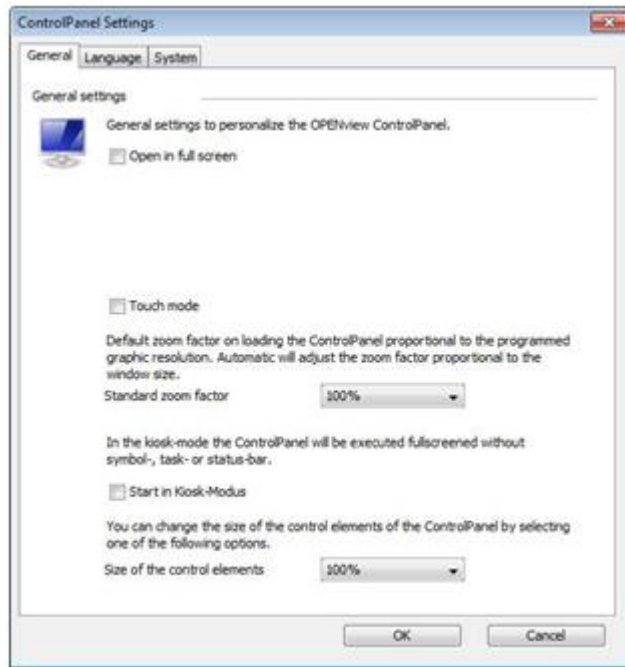 ControlPanel Settings
General Language System
General settings
General settings to personalize the OPENview ControlPanel.
Open in full screen
Touch mode
Default zoom factor on loading the ControlPanel proportional to the programmed
graphic resolution. Automatic will adjust the zoom factor proportional to the
window size.
Standard zoom factor 100%
In the kiosk-mode the ControlPanel will be executed fullscreened without
symbol-, task- or status-bar.
Start in Kiosk-Modus
You can change the size of the control elements of the ControlPanel by selecting
one of the following options.
Size of the control elements 100%
OK Cancel